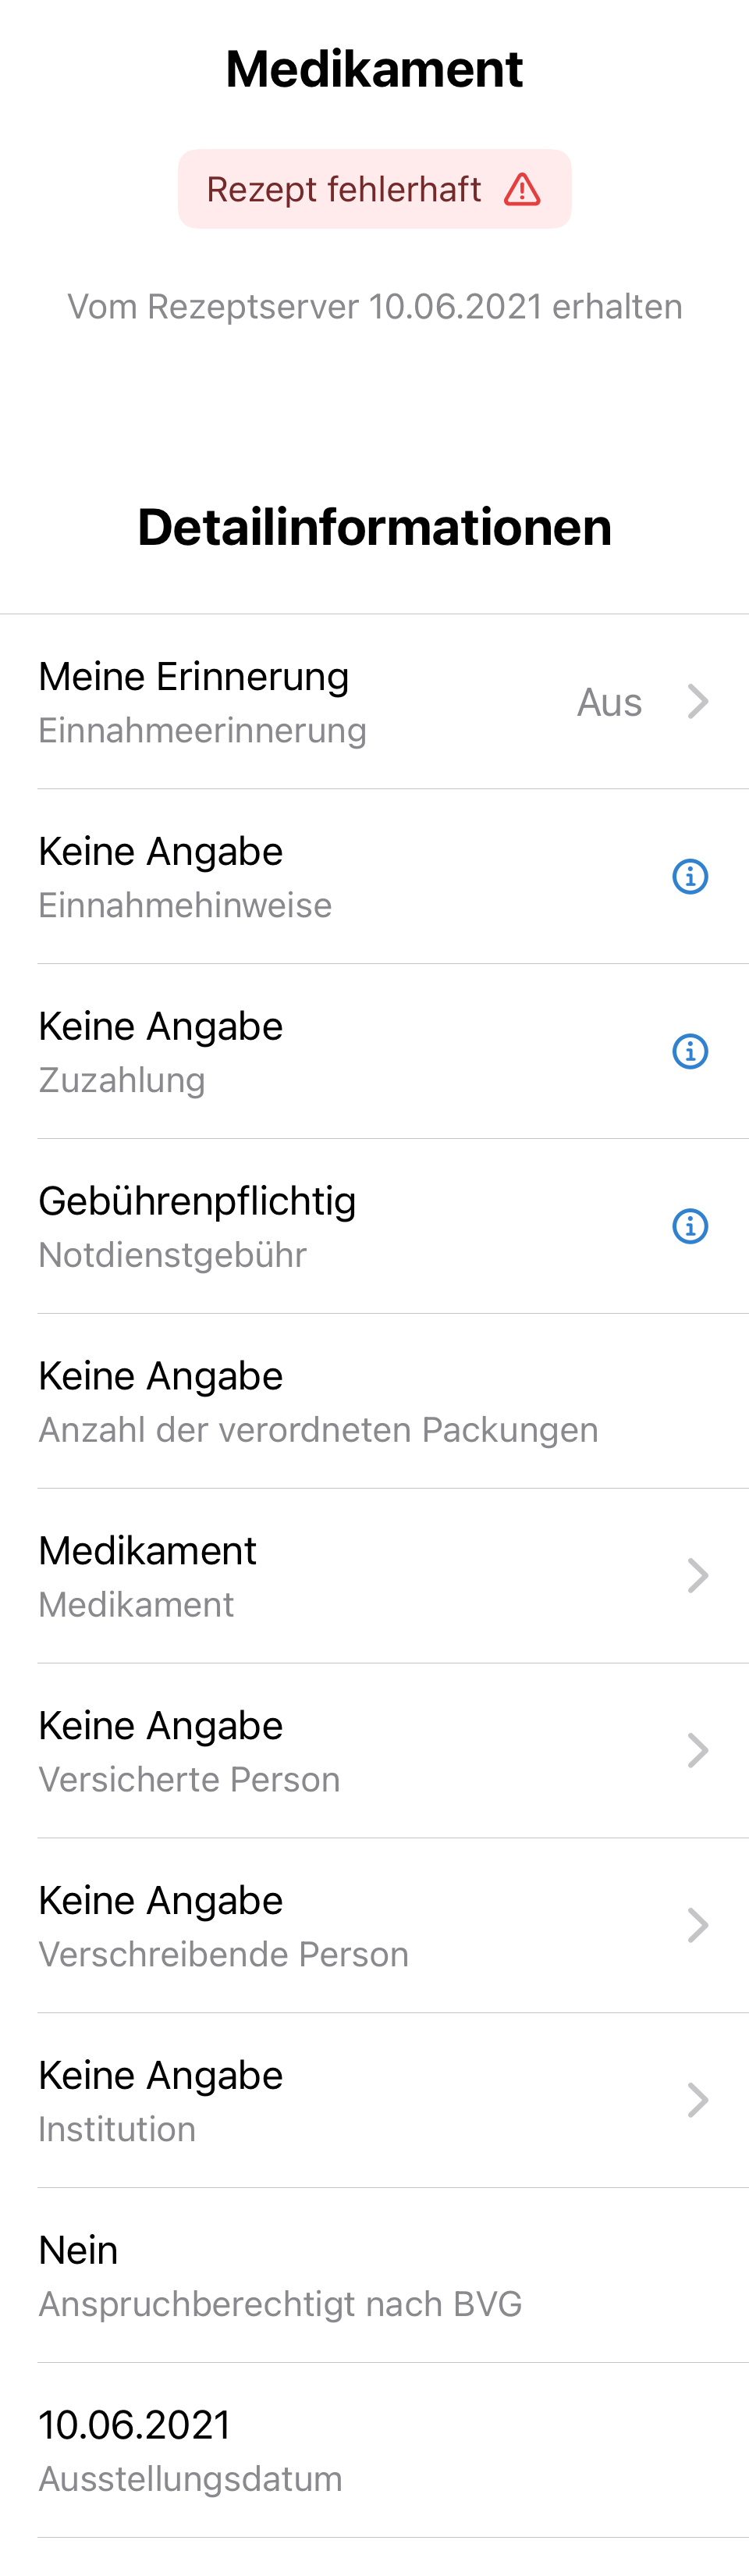 Medikament
Rezept fehlerhaft
Vom Rezeptserver 10.06.2021 erhalten
Detailinformationen
Meine Erinnerung
Einnahmeerinnerung
Aus
Keine Angabe
Einnahmehinweise
Keine Angabe
Zuzahlung
Gebührenpflichtig
Notdienstgebühr
Keine Angabe
Anzahl der verordneten Packungen
Medikament
Medikament
Keine Angabe
Versicherte Person
Keine Angabe
Verschreibende Person
Keine Angabe
Institution
Nein
Anspruchberechtigt nach BVG
10.06.2021
Ausstellungsdatum